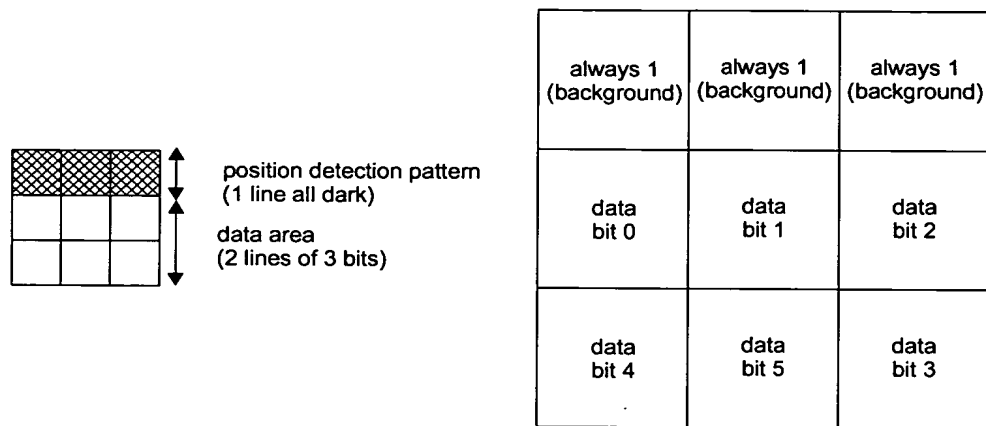 position detection pattern
(1 line all dark)
data area
(2 lines of 3 bits)
always 1
(background)
always 1
(background)
always 1
(background)
data
bit 0
data
bit 1
data
bit 2
data
bit 4
data
bit 5
data
bit 3